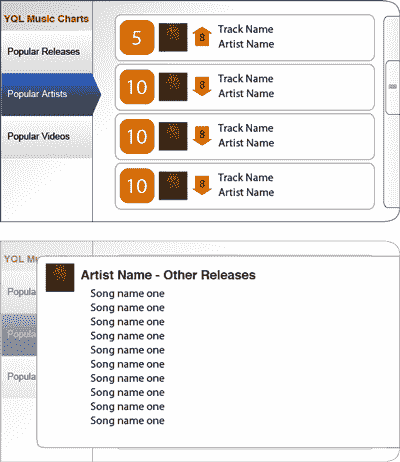 YQL Music Charts
Popular Releases
Popular Artists
Popular Videos
5
8
Track Name
Artist Name
10
8
Track Name
Artist Name
10
8
Track Name
Artist Name
10
8
Track Name
Artist Name
YQL Mu
Popula
Popula
Popula
Artist Name - Other Releases
Song name one
Song name one
Song name one
Song name one
Song name one
Song name one
Song name one
Song name one
Song name one
Song name one